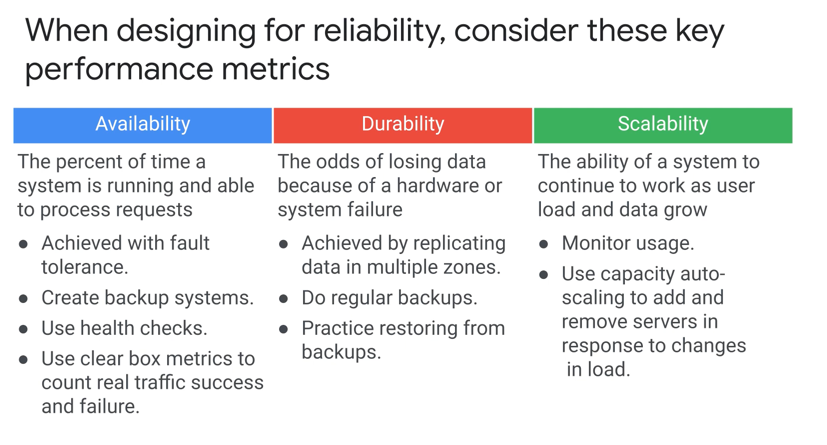 When designing for reliability, consider these key
performance metrics
Availability
The percent of time a
system is running and able
to process requests
● Achieved with fault
tolerance.
● Create backup systems.
● Use health checks.
● Use clear box metrics to
count real traffic success
and failure.
Durability
The odds of losing data
because of a hardware or
system failure
● Achieved by replicating
data in multiple zones.
● Do regular backups.
● Practice restoring from
backups.
Scalability
The ability of a system to
continue to work as user
load and data grow
● Monitor usage.
● Use capacity auto-
scaling to add and
remove servers in
response to changes
in load.